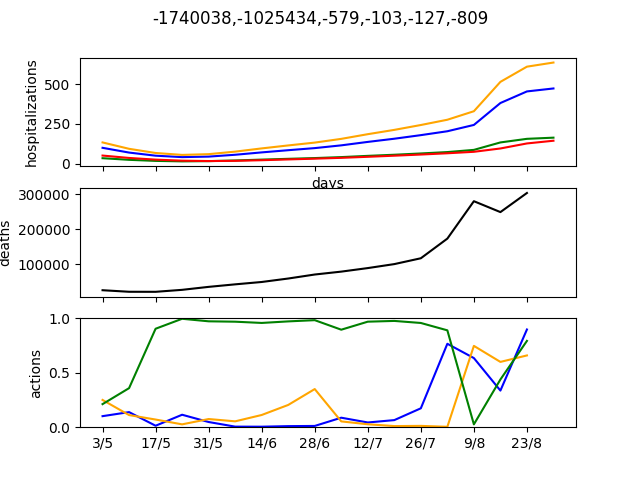 -1740038,-1025434,-579,-103,-127,-809
hospitalizations
500
250
0
days
deaths
300000
200000
100000
actions
1.0
0.5
0.0
3/5 17/5 31/5 14/6 28/6 12/7 26/7 9/8 23/8